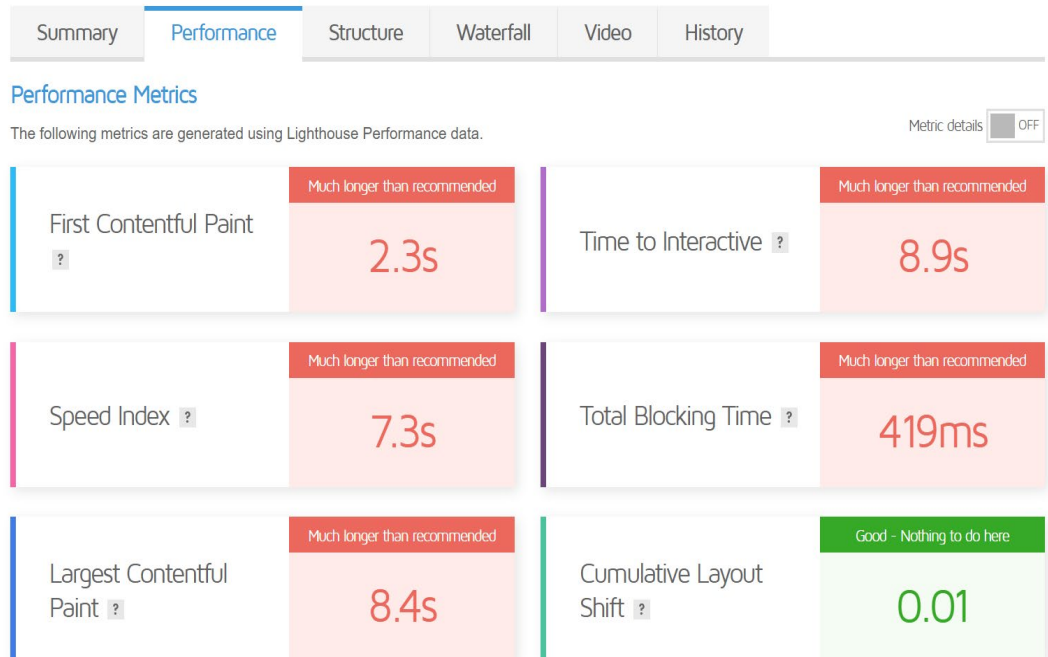 Summary Performance Structure Waterfall Video History
Performance Metrics
The following metrics are generated using Lighthouse Performance data.
Metric details OFF
First Contentful Paint
?
Much longer than recommended
2.3s
Time to Interactive ?
Much longer than recommended
8.9s
Speed Index ?
Much longer than recommended
7.3s
Total Blocking Time ?
Much longer than recommended
419ms
Largest Contentful
Paint ?
Much longer than recommended
8.4s
Cumulative Layout
Shift ?
Good - Nothing to do here
0.01